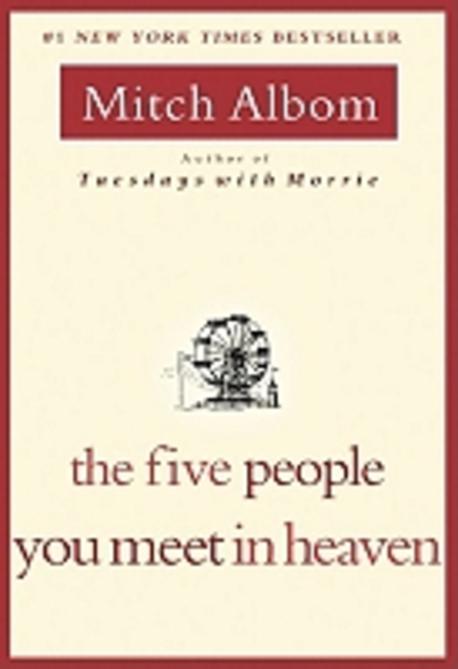 #1 NEW YORK TIMES BESTSELLER
Mitch Albom
Author of
Tuesdays with Morrie
the five people
you meet in heaven